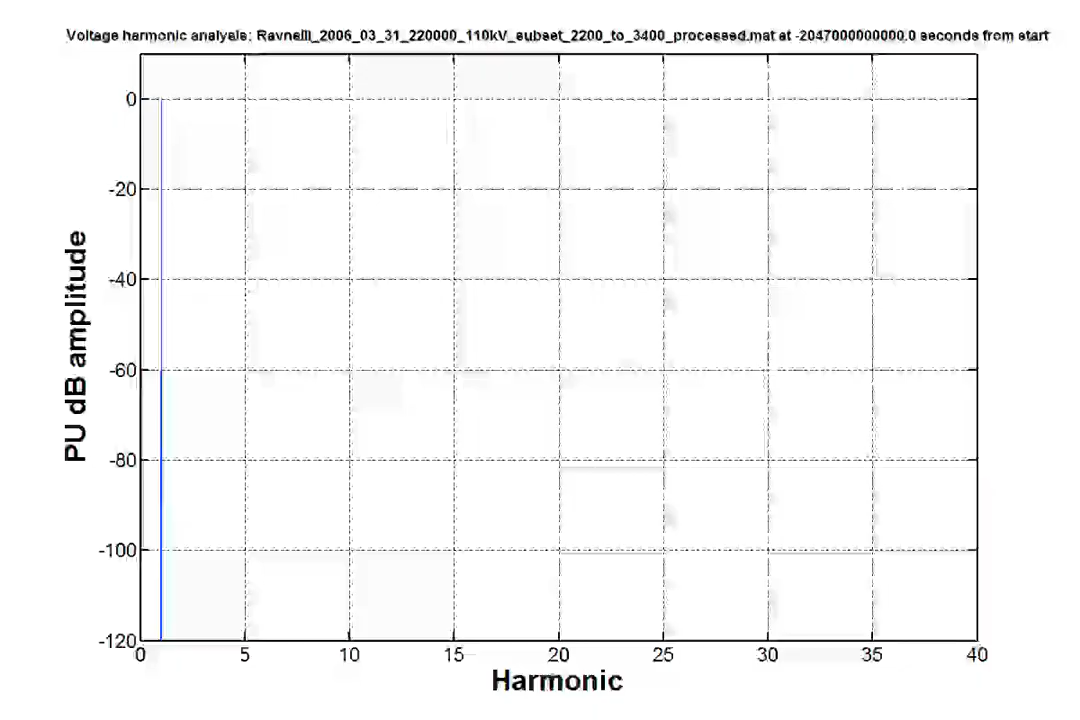 Voltage harmonic analysis: Ravnelli_2006_03_31_220000_110kV_subset_2200_to_3400_processed.mat at -2047000000000.0 seconds from start
0
-20
-40
-60
-80
-100
-120
PU dB amplitude
0 5 10 15 20 25 30 35 40
Harmonic